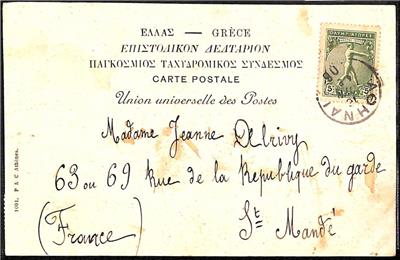 ΕΛΛΑΣ — GRÈCE
ΕΠΙΣΤΟΛΙΚΟΝ ΔΕΛΤΑΡΙΟΝ
ΠΑΓΚΟΣΜΙΟΣ ΤΑΧΥΔΡΟΜΙΚΟΣ ΣΥΝΔΕΣΜΟΣ
CARTE POSTALE
Union universelle des Postes
Madame Jeanne
63 ou 69 Rue de la Republique du garde
St Mandé
(France)
ΑΘΗΝΑΙ